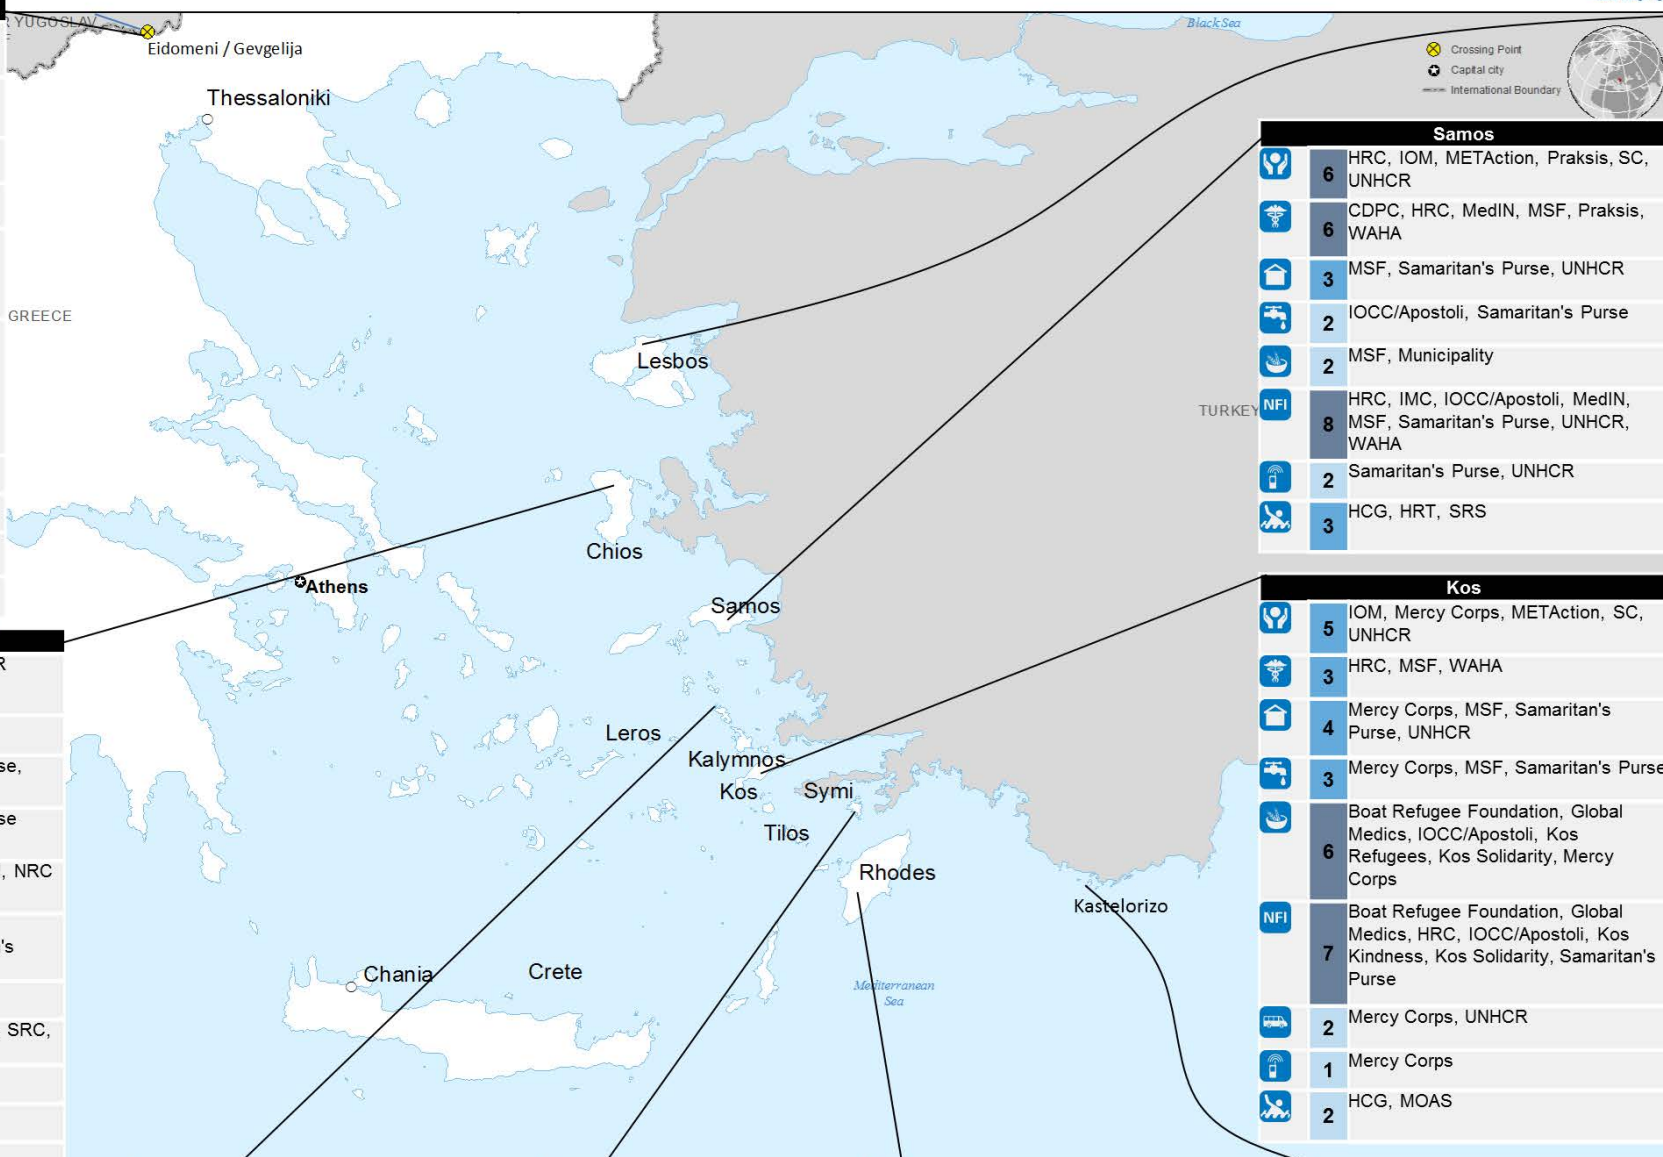 YUGOSLAV
Black Sea
Eidomeni / Gevgelija
Crossing Point
Capital city
International Boundary
Thessaloniki
GREECE
Lesbos
TURKEY
Chios
Athens
Samos
Leros
Kalymnos
Kos
Symi
Tilos
Rhodes
Kastelorizo
Chania
Crete
Mediterranean
Sea
Samos
6 HRC, IOM, METAction, Praksis, SC,
UNHCR
6 CDPC, HRC, MedIN, MSF, Praksis,
WAHA
3 MSF, Samaritan's Purse, UNHCR
2 IOCC/Apostoli, Samaritan's Purse
2 MSF, Municipality
NFI 8 HRC, IMC, IOCC/Apostoli, MedIN,
MSF, Samaritan's Purse, UNHCR,
WAHA
2 Samaritan's Purse, UNHCR
3 HCG, HRT, SRS
Kos
5 IOM, Mercy Corps, METAction, SC,
UNHCR
3 HRC, MSF, WAHA
4 Mercy Corps, MSF, Samaritan's
Purse, UNHCR
3 Mercy Corps, MSF, Samaritan's Purse
6 Boat Refugee Foundation, Global
Medics, IOCC/Apostoli, Kos
Refugees, Kos Solidarity, Mercy
Corps
NFI 7 Boat Refugee Foundation, Global
Medics, HRC, IOCC/Apostoli, Kos
Kindness, Kos Solidarity, Samaritan's
Purse
2 Mercy Corps, UNHCR
1 Mercy Corps
2 HCG, MOAS
R
se,
se
, NRC
's
SRC,